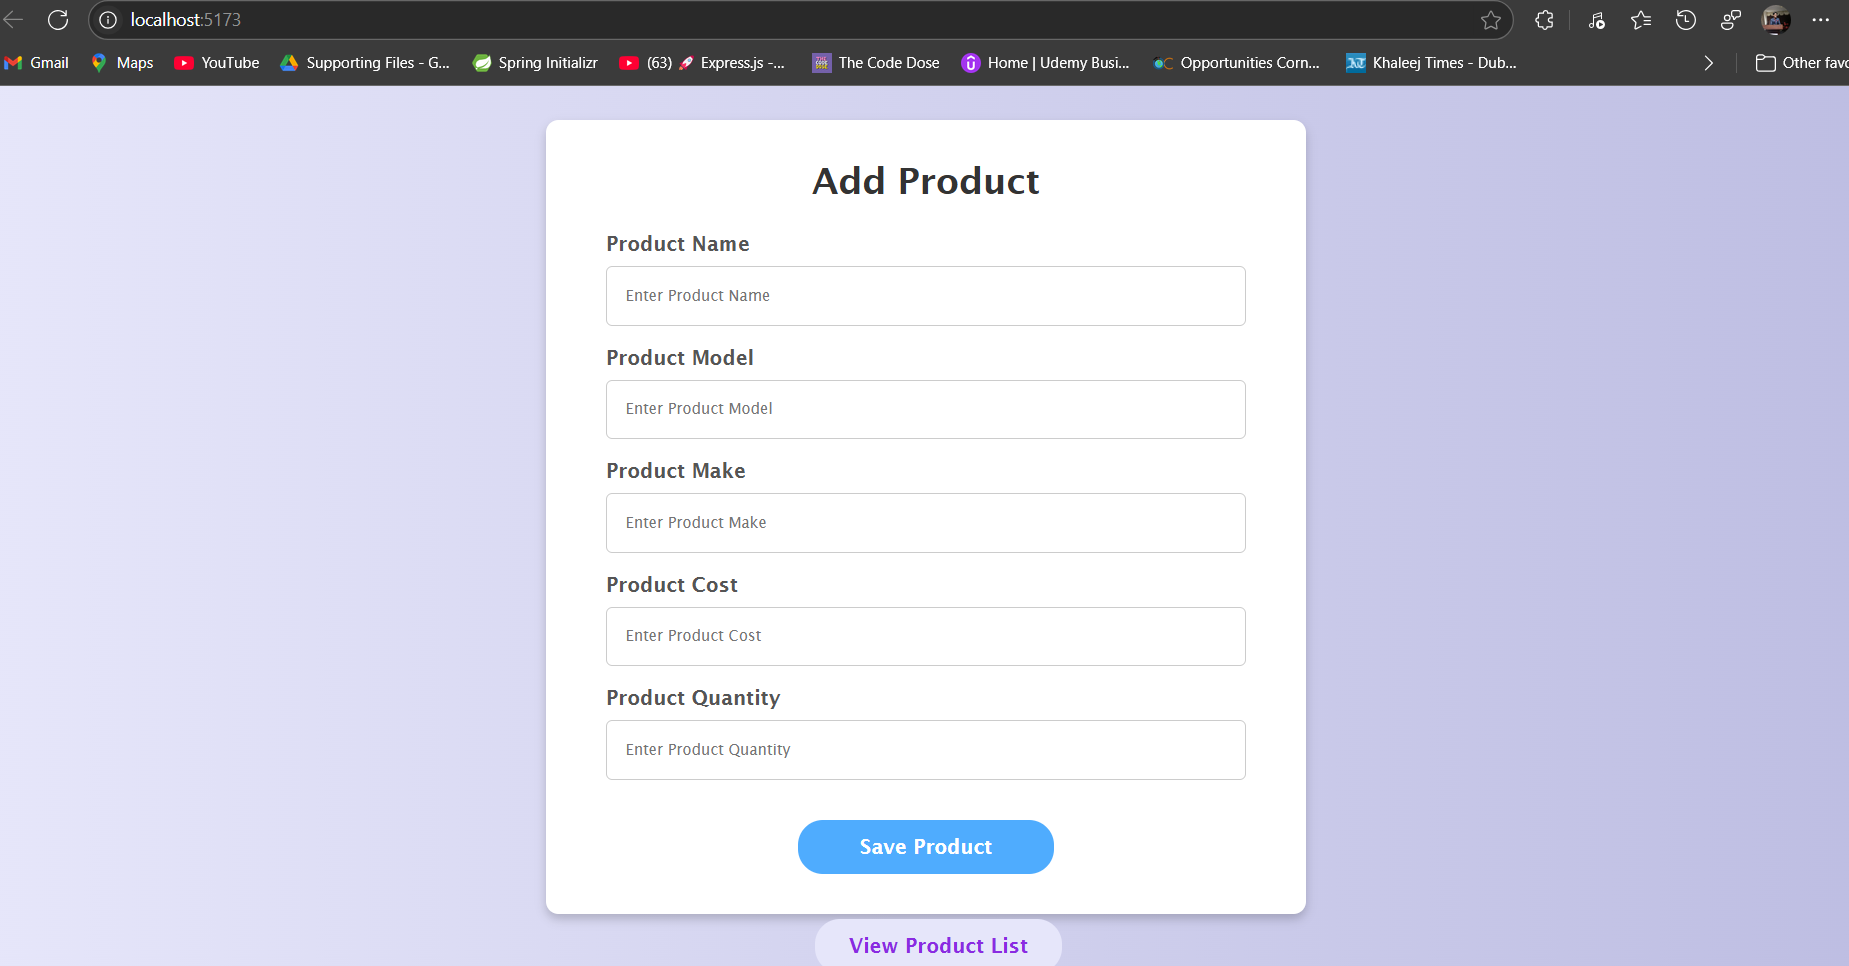 localhost:5173
Gmail Maps YouTube Supporting Files - G... Spring Initializr (63) 🚀 Express.js -... The Code Dose Home | Udemy Busi... Opportunities Corn... Khaleej Times - Dub... Other favo
Add Product
Product Name
Enter Product Name
Product Model
Enter Product Model
Product Make
Enter Product Make
Product Cost
Enter Product Cost
Product Quantity
Enter Product Quantity
Save Product
View Product List